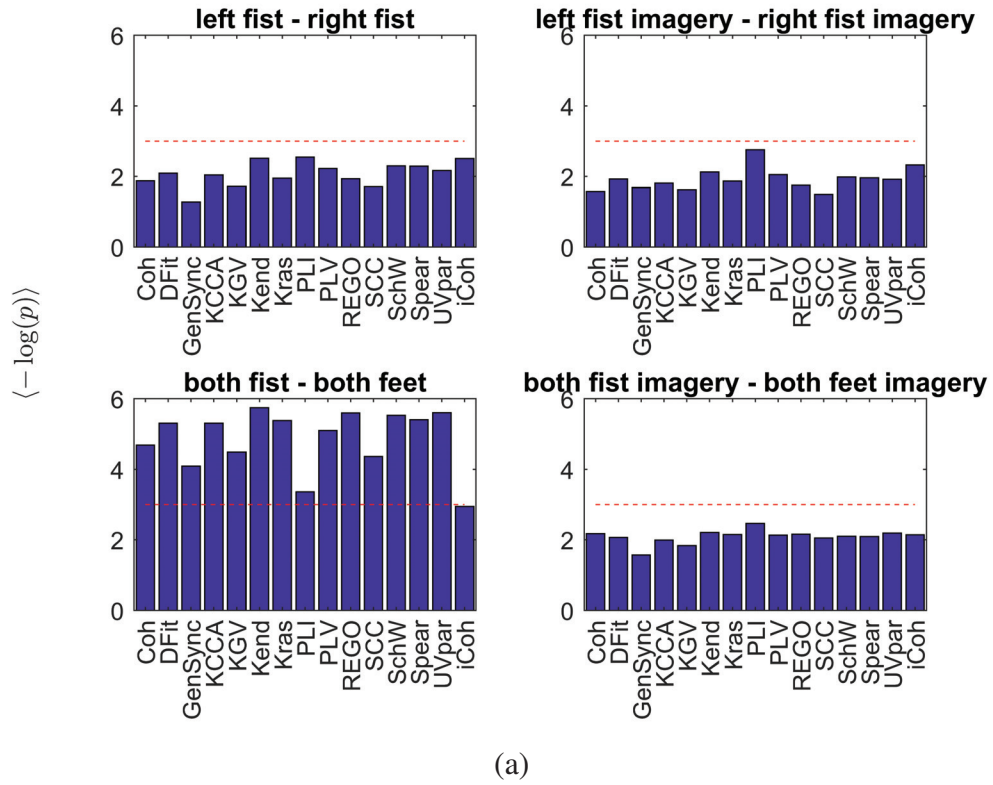 left fist - right fist
left fist imagery - right fist imagery
6
4
2
0
Coh DFit GenSync KCCA KGV Kend Kras PLI PLV REGO SCC SchW Spear UVpar iCoh
6
4
2
0
Coh DFit GenSync KCCA KGV Kend Kras PLI PLV REGO SCC SchW Spear UVpar iCoh
⟨− log(p)⟩
both fist - both feet
both fist imagery - both feet imagery
6
4
2
0
Coh DFit GenSync KCCA KGV Kend Kras PLI PLV REGO SCC SchW Spear UVpar iCoh
6
4
2
0
Coh DFit GenSync KCCA KGV Kend Kras PLI PLV REGO SCC SchW Spear UVpar iCoh
(a)